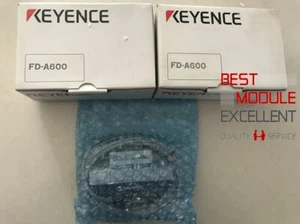 KEYENCE
FD-A600
KEYENCE
FD-A600
BEST
MODULE
EXCELLENT
QUALITY SERVICE